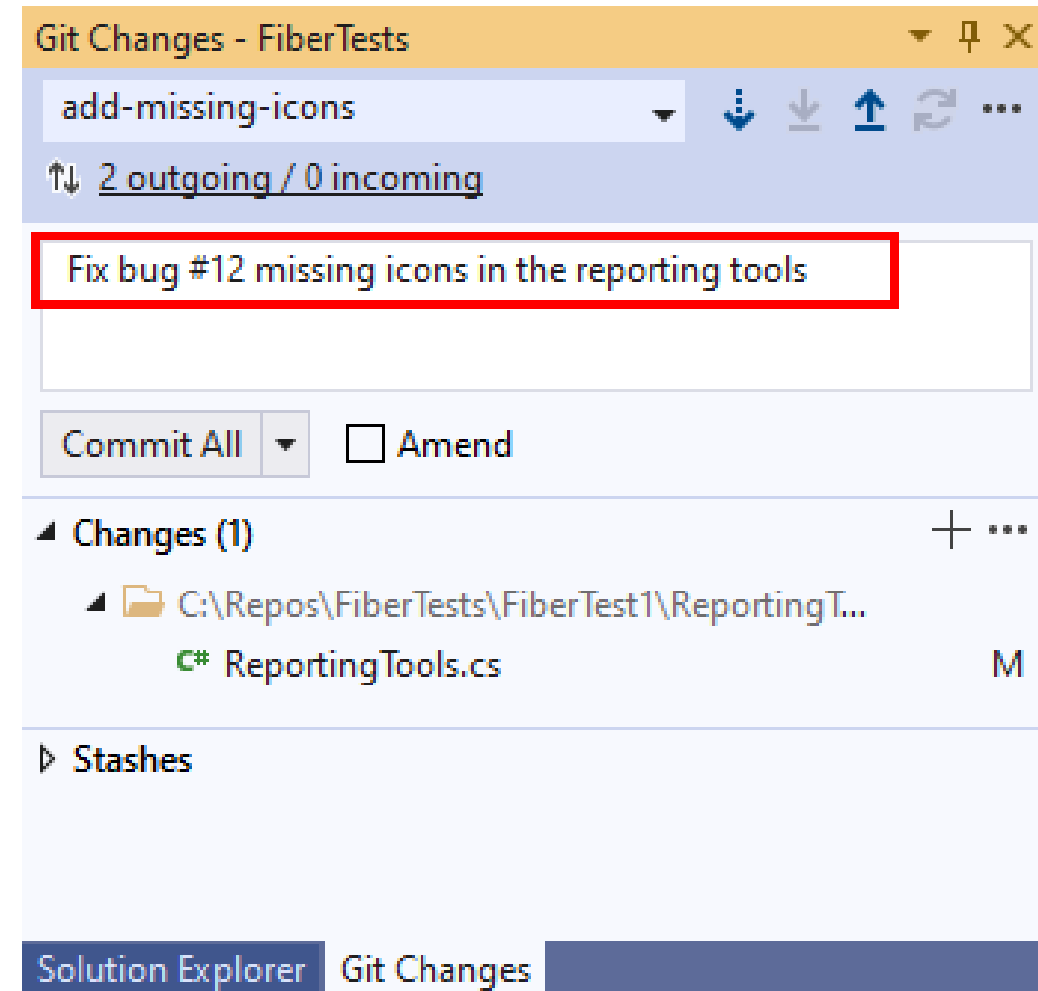 Git Changes - FiberTests
add-missing-icons
2 outgoing / 0 incoming
Fix bug #12 missing icons in the reporting tools
Commit All Amend
Changes (1)
C:\Repos\FiberTests\FiberTest1\ReportingT...
C# ReportingTools.cs M
Stashes
Solution Explorer Git Changes